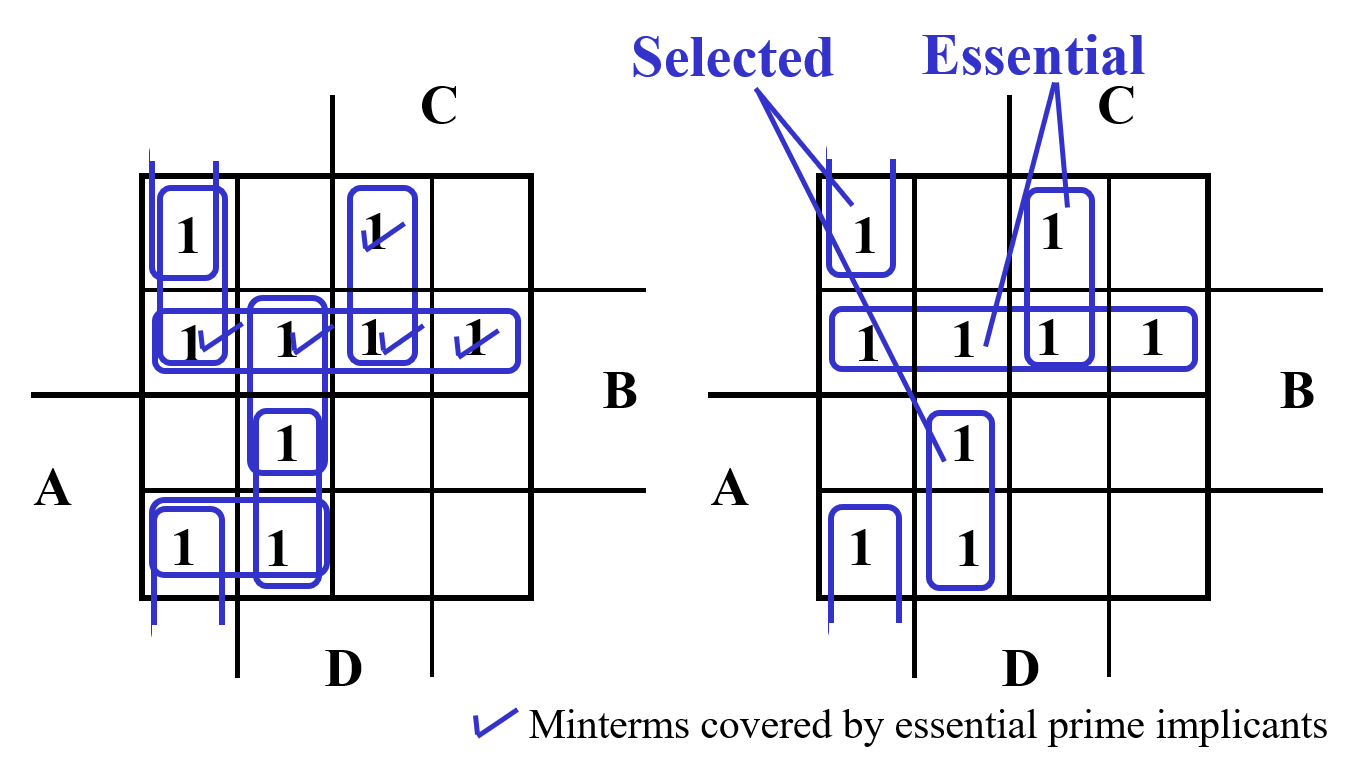 Selected Essential
C C
1 1 1 1
1 1 1 1 1 1 1 1
B B
1 1
A A
1 1 1 1
D D
Minterms covered by essential prime implicants